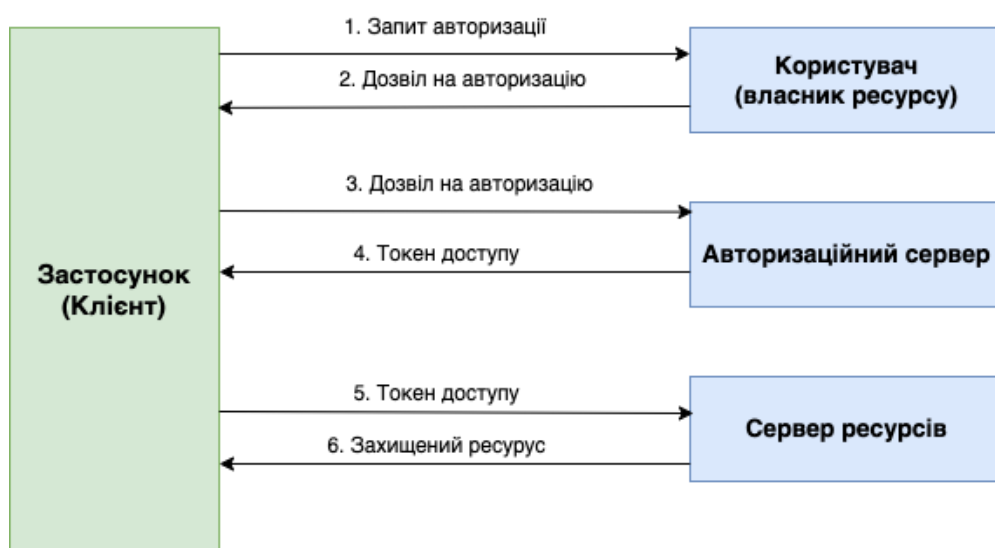 1. Запит авторизації
Користувач
(власник ресурсу)
2. Дозвіл на авторизацію
3. Дозвіл на авторизацію
Авторизаційний сервер
4. Токен доступу
Застосунок
(Клієнт)
5. Токен доступу
Сервер ресурсів
6. Захищений ресурус